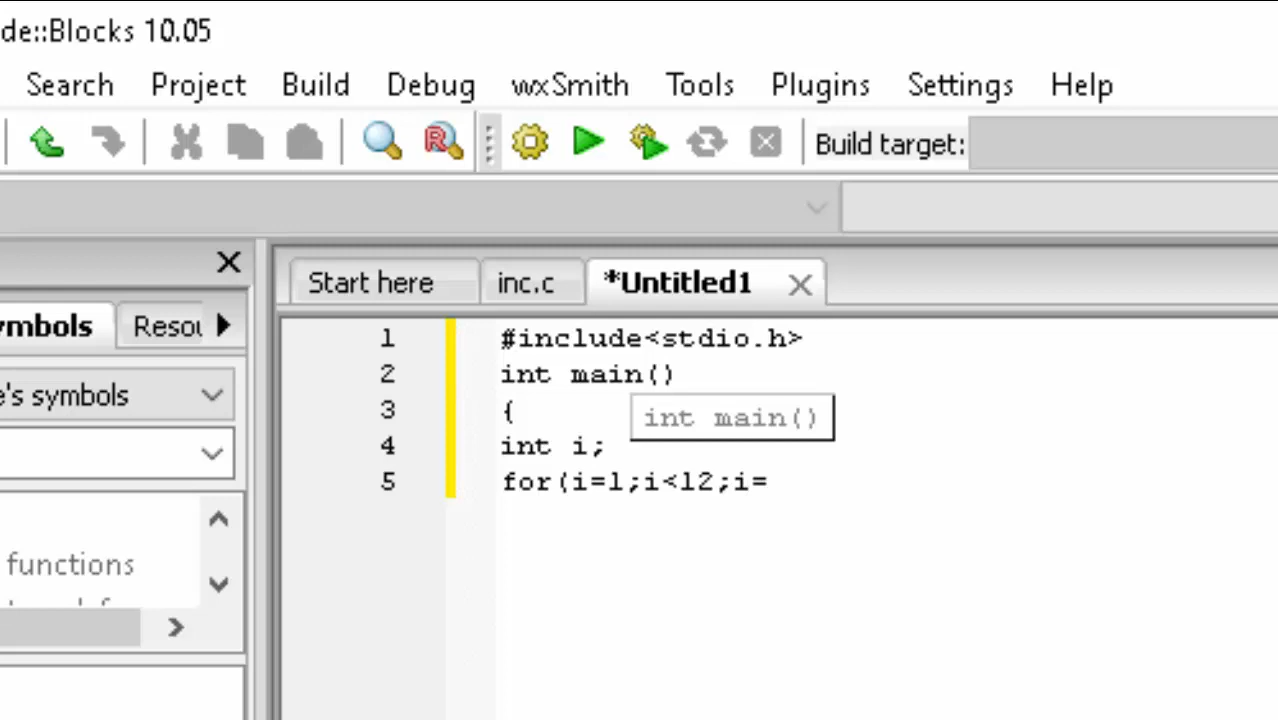 de::Blocks 10.05
Search Project Build Debug wxSmith Tools Plugins Settings Help
Build target:
Start here inc.c *Untitled1
ymbols Resou
e's symbols
functions
1 #include<stdio.h>
2 int main()
3 {
int main()
4 int i;
5 for(i=1;i<12;i=